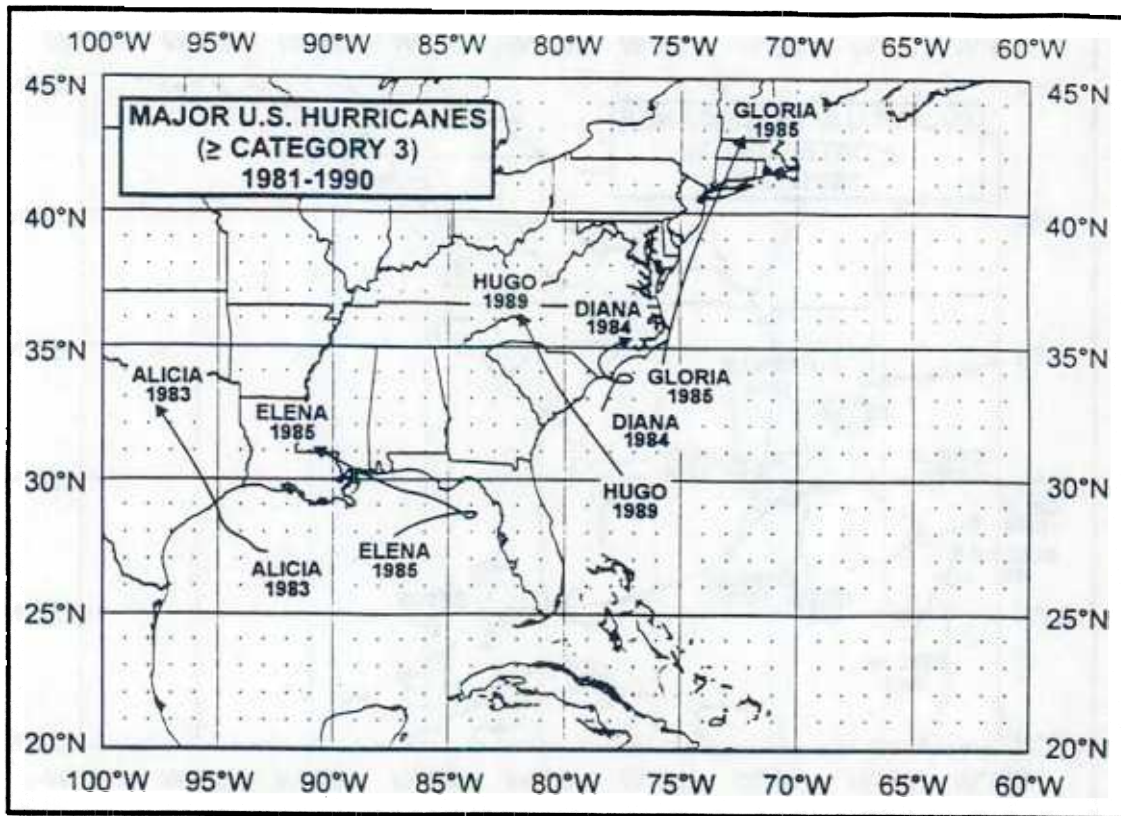 100°W 95°W 90°W 85°W 80°W 75°W 70°W 65°W 60°W
45°N
45°N
MAJOR U.S. HURRICANES
(≥ CATEGORY 3)
1981-1990
GLORIA
1985
40°N
40°N
HUGO
1989
DIANA
1984
35°N
35°N
ALICIA
1983
ELENA
1985
GLORIA
1985
DIANA
1984
30°N
30°N
HUGO
1989
ELENA
1985
ALICIA
1983
25°N
25°N
20°N
20°N
100°W 95°W 90°W 85°W 80°W 75°W 70°W 65°W 60°W